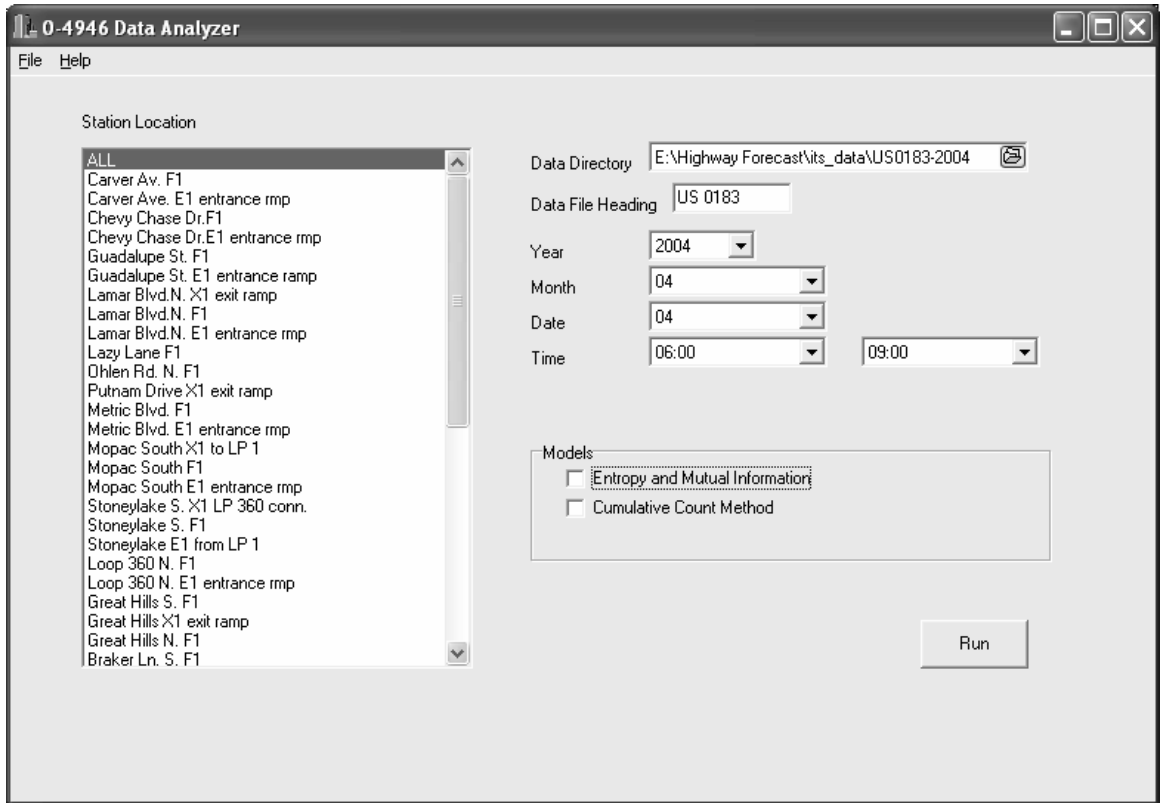 0-4946 Data Analyzer
File Help
Station Location
ALL
Carver Av. F1
Carver Ave. E1 entrance rmp
Chevy Chase Dr.F1
Chevy Chase Dr.E1 entrance rmp
Guadalupe St. F1
Guadalupe St. E1 entrance ramp
Lamar Blvd.N. X1 exit ramp
Lamar Blvd.N. F1
Lamar Blvd.N. E1 entrance rmp
Lazy Lane F1
Ohlen Rd. N. F1
Putnam Drive X1 exit ramp
Metric Blvd. F1
Metric Blvd. E1 entrance rmp
Mopac South X1 to LP 1
Mopac South F1
Mopac South E1 entrance rmp
Stoneylake S. X1 LP 360 conn.
Stoneylake S. F1
Stoneylake E1 from LP 1
Loop 360 N. F1
Loop 360 N. E1 entrance rmp
Great Hills S. F1
Great Hills X1 exit ramp
Great Hills N. F1
Braker Ln. S. F1
Data Directory E:\Highway Forecast\its_data\US0183-2004
Data File Heading US 0183
Year 2004
Month 04
Date 04
Time 06:00 09:00
Models
Entropy and Mutual Information
Cumulative Count Method
Run